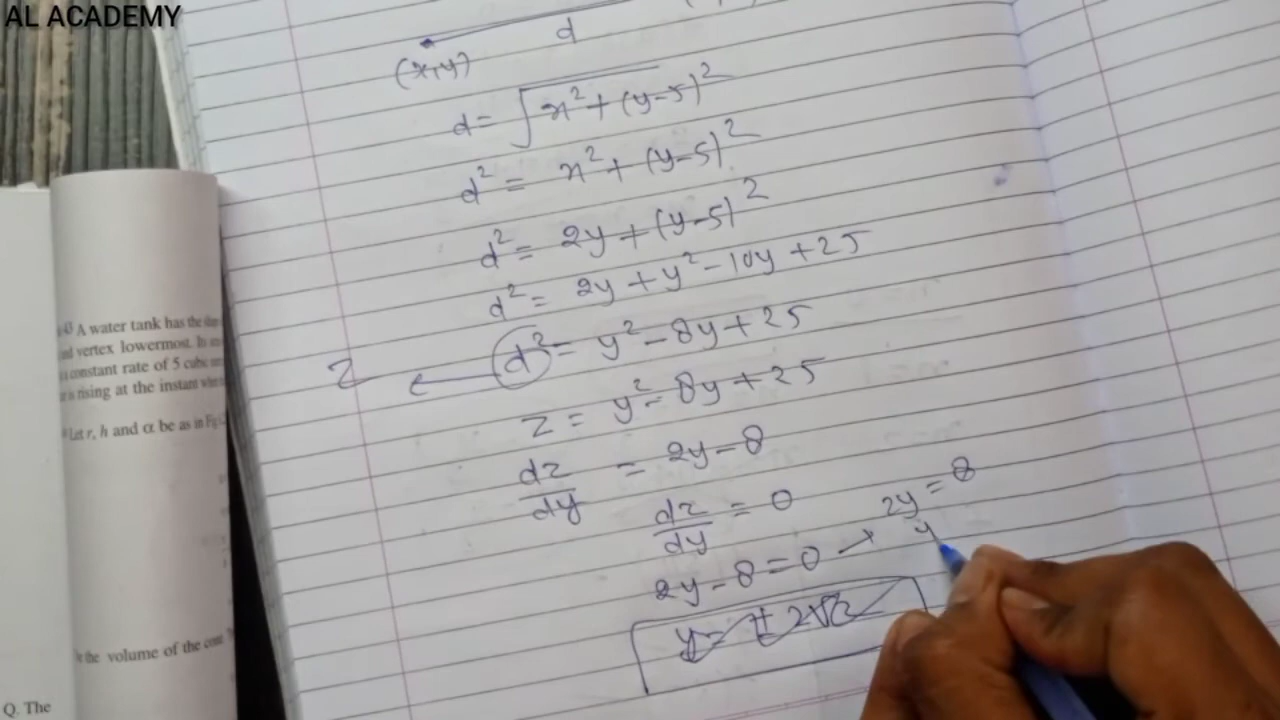 AL ACADEMY
d
(x,y)
d = √x² + (y-5)²
d² = x² + (y-5)²
d² = 2y + (y-5)²
d² = 2y + y² - 10y + 25
z ← d² = y² - 8y + 25
z = y² - 8y + 25
dz/dy = 2y - 8
dz/dy = 0
2y - 8 = 0 → 2y = 8
y
y = ± 2√2
A water tank has the
vertex lowermost.
constant rate of 5 cubic
rising at the instant
Let r, h and α be as in Fig
the volume of the
Q. The